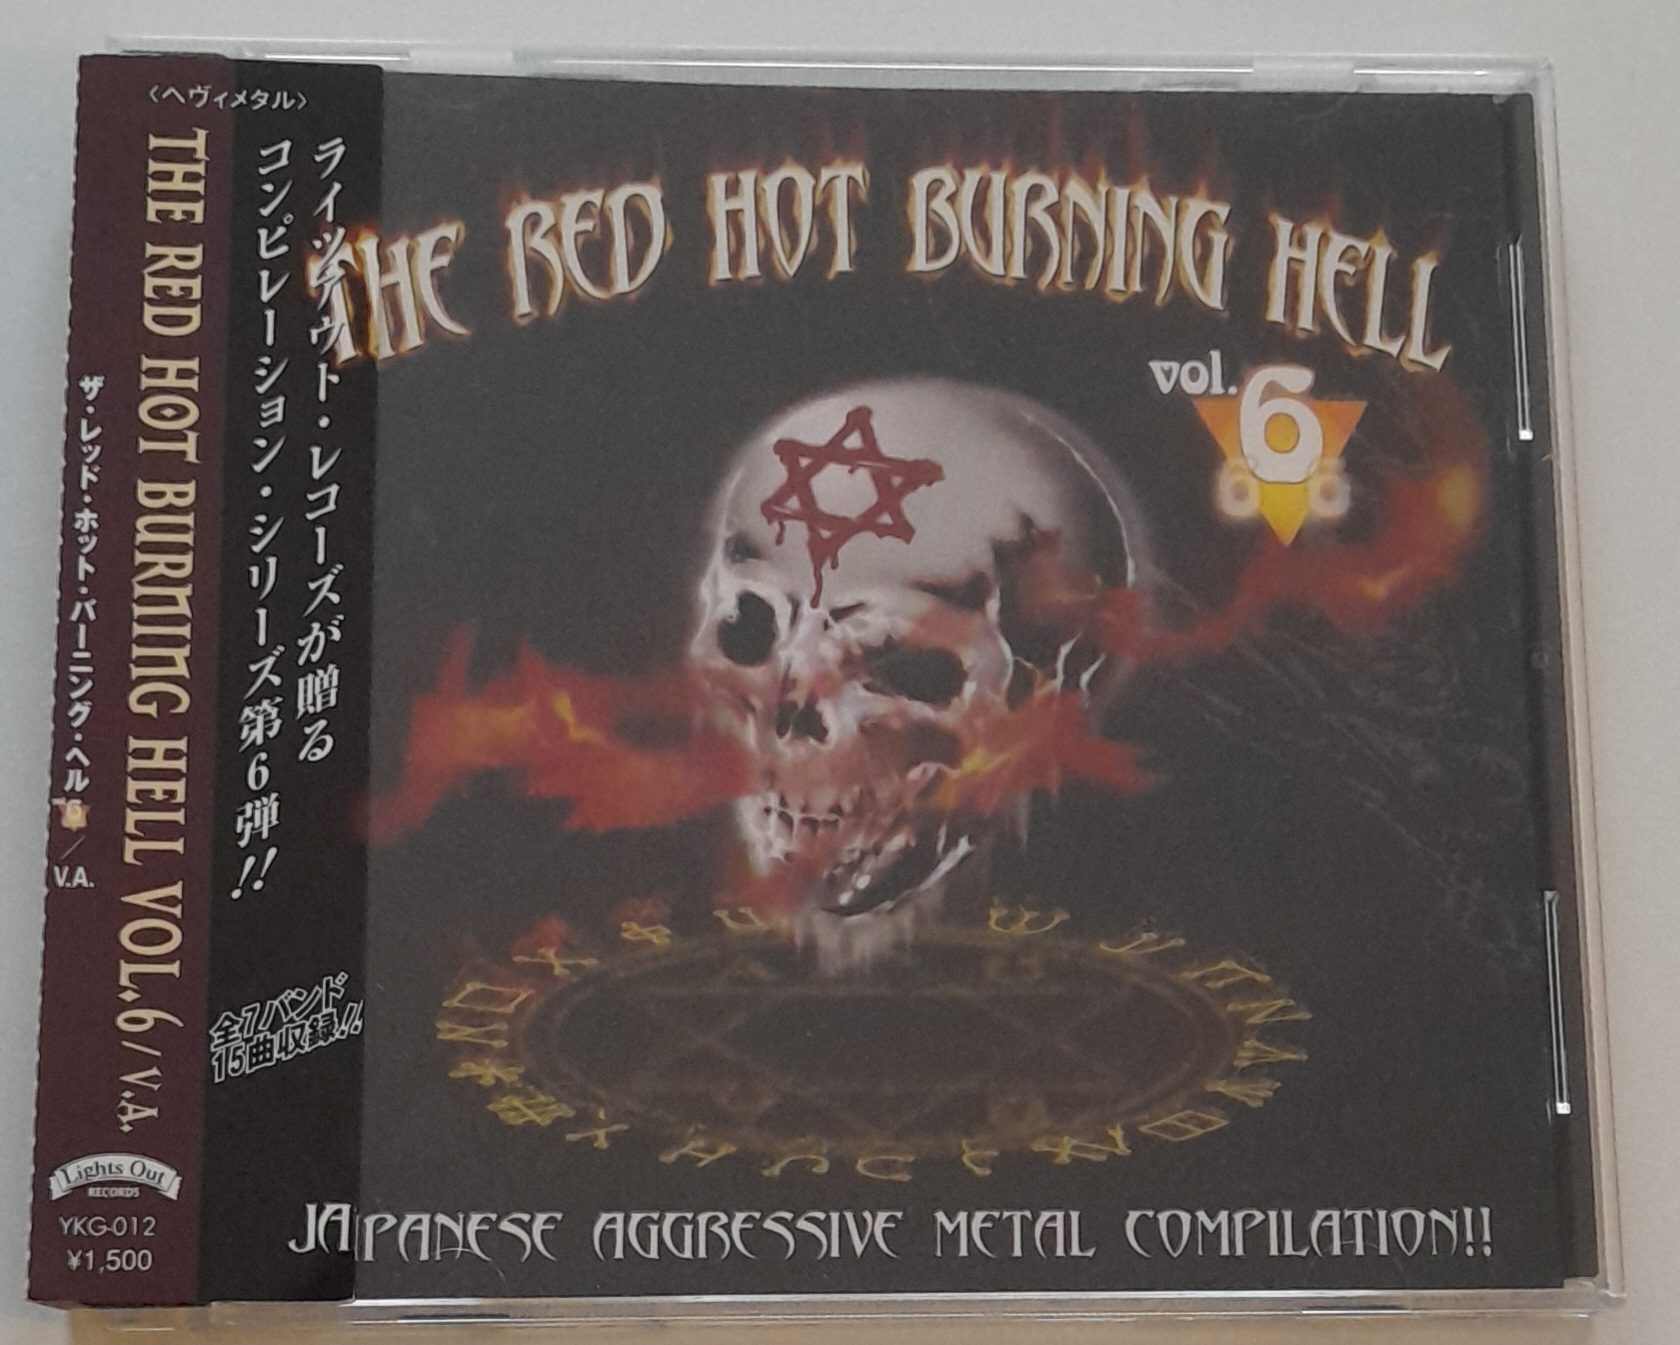 〈ヘヴィメタル〉
THE RED HOT BURNING HELL VOL.6 / V.A.
ザ・レッド・ホット・バーニング・ヘル 6 / V.A.
ライツアウト・レコーズが贈る
コンピレーション・シリーズ第6弾!!
全7バンド
15曲収録!!
Lights Out
RECORDS
YKG-012
¥1,500
THE RED HOT BURNING HELL
vol.6
6 6
JAPANESE AGGRESSIVE METAL COMPILATION!!